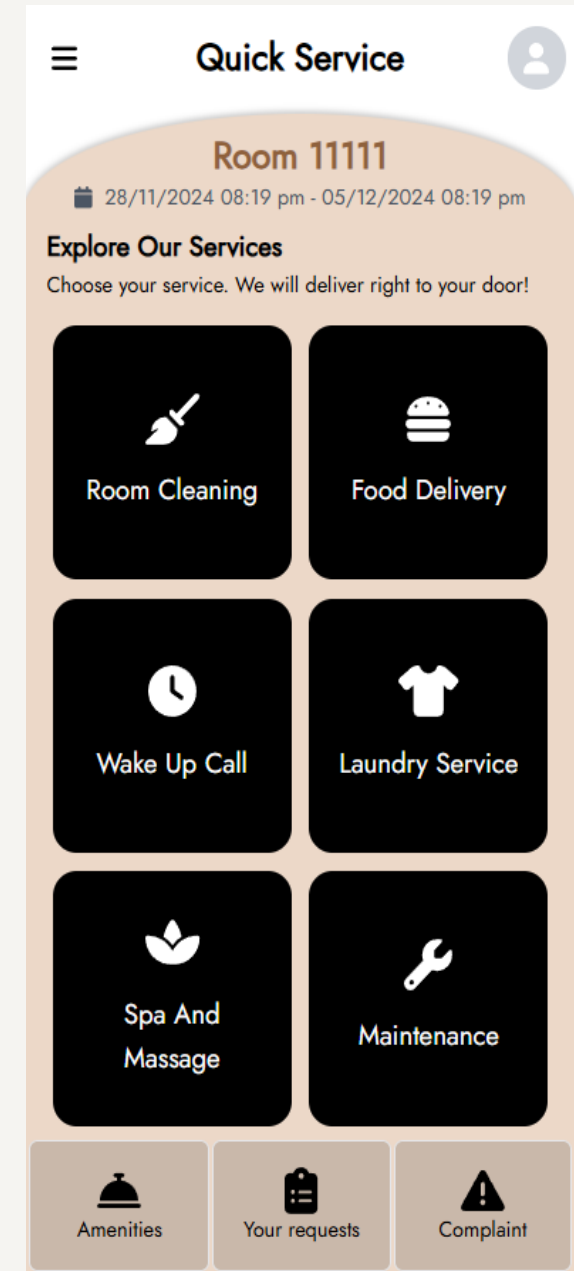 Quick Service
Room 11111
28/11/2024 08:19 pm - 05/12/2024 08:19 pm
Explore Our Services
Choose your service. We will deliver right to your door!
Room Cleaning
Food Delivery
Wake Up Call
Laundry Service
Spa And
Massage
Maintenance
Amenities
Your requests
Complaint